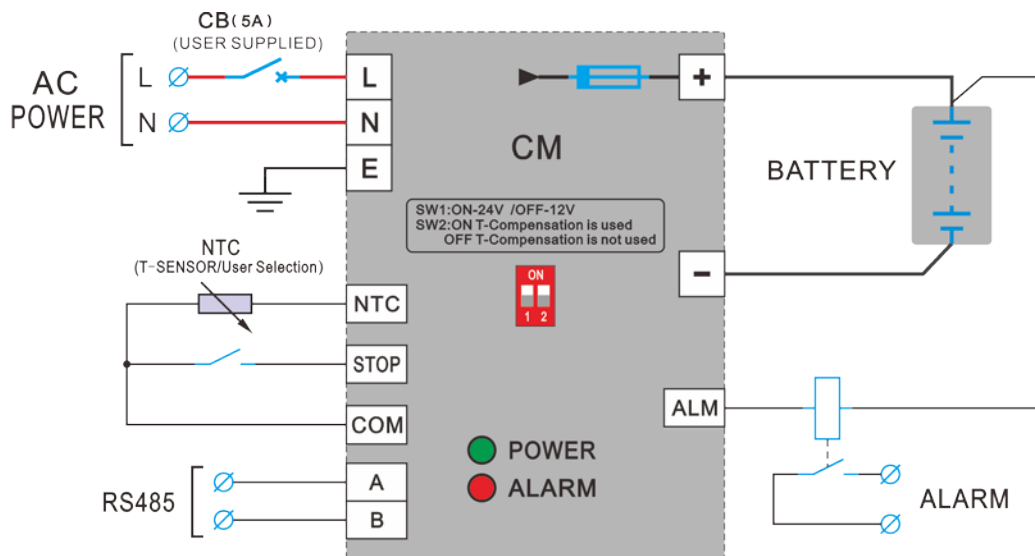 CB(5A)
(USER SUPPLIED)
AC
POWER
L
N
L
N
E
+
CM
BATTERY
SW1:ON-24V /OFF-12V
SW2:ON T-Compensation is used
OFF T-Compensation is not used
NTC
(T-SENSOR/User Selection)
ON
1 2
-
NTC
STOP
COM
ALM
POWER
ALARM
RS485
A
B
ALARM